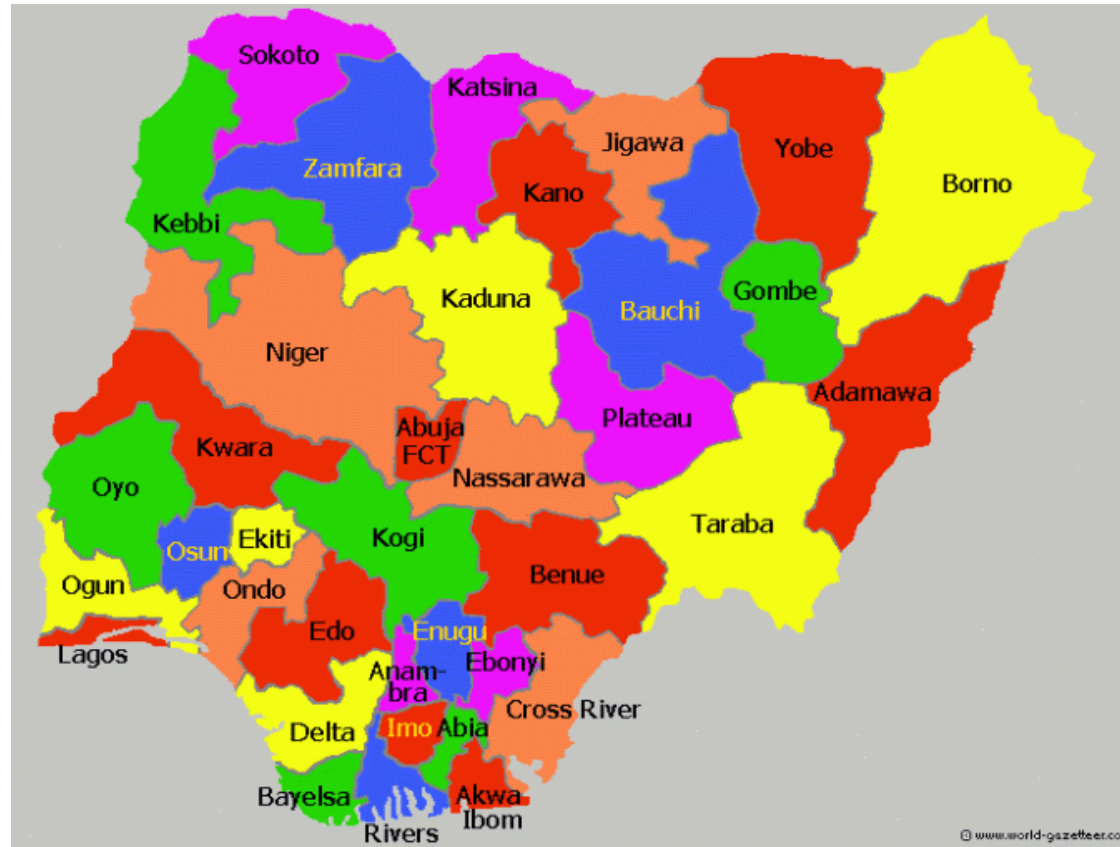 Sokoto
Katsina
Jigawa
Yobe
Zamfara
Kano
Borno
Kebbi
Kaduna
Gombe
Bauchi
Niger
Adamawa
Plateau
Abuja
FCT
Kwara
Nassarawa
Oyo
Taraba
Kogi
Osun
Ekiti
Benue
Ogun
Ondo
Edo
Enugu
Lagos
Ebonyi
Anam-
bra
Cross River
Delta
Imo
Abia
Bayelsa
Akwa
Ibom
Rivers
© www.world-gazetteer.co